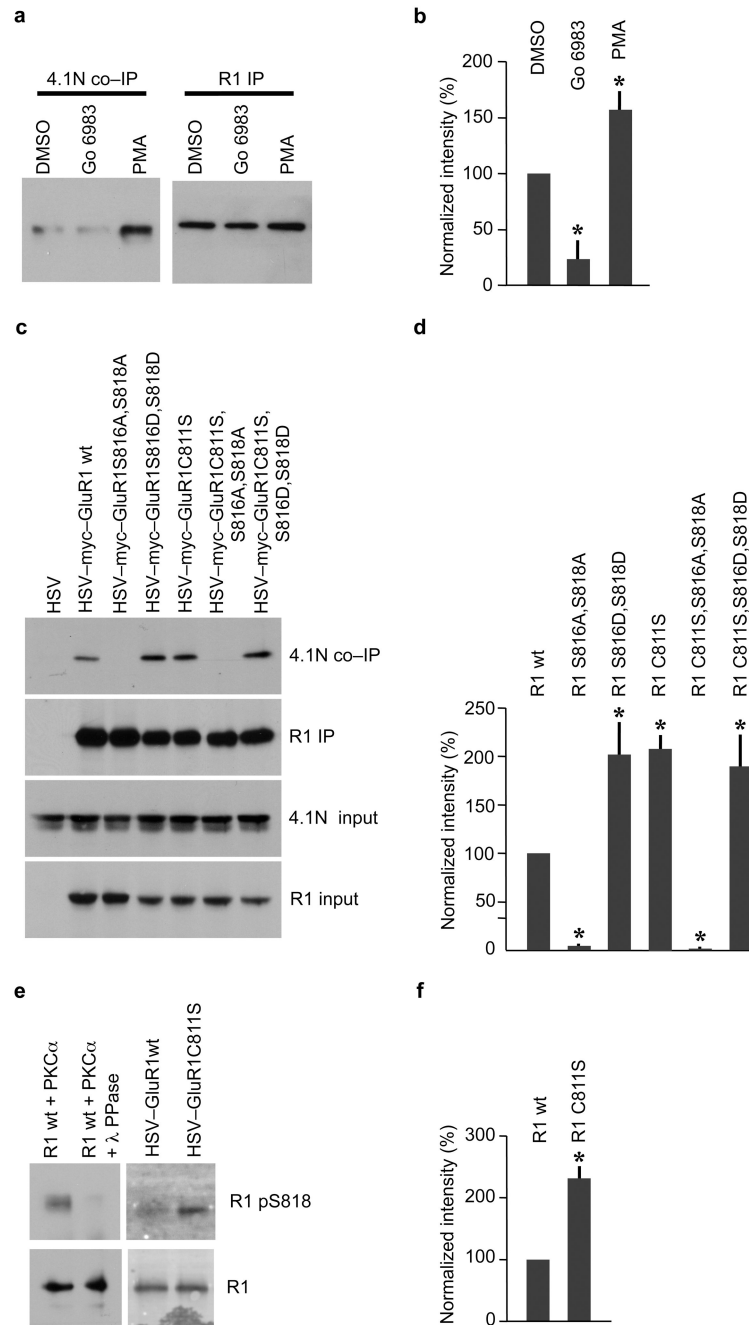 a
4.1N co–IP
R1 IP
DMSO
Go 6983
PMA
DMSO
Go 6983
PMA
b
DMSO
Go 6983
PMA
Normalized intensity (%)
200
150
100
50
0
*
*
c
HSV
HSV–myc–GluR1 wt
HSV–myc–GluR1S816A,S818A
HSV–myc–GluR1S816D,S818D
HSV–myc–GluR1C811S
HSV–myc–GluR1C811S,
S816A,S818A
HSV–myc–GluR1C811S,
S816D,S818D
4.1N co–IP
R1 IP
4.1N input
R1 input
d
R1 wt
R1 S816A,S818A
R1 S816D,S818D
R1 C811S
R1 C811S,S816A,S818A
R1 C811S,S816D,S818D
Normalized intensity (%)
250
200
150
100
50
0
*
*
*
*
*
e
R1 wt + PKCα
R1 wt + PKCα
+ λ PPase
HSV–GluR1wt
HSV–GluR1C811S
R1 pS818
R1
f
R1 wt
R1 C811S
Normalized intensity (%)
300
200
100
0
*